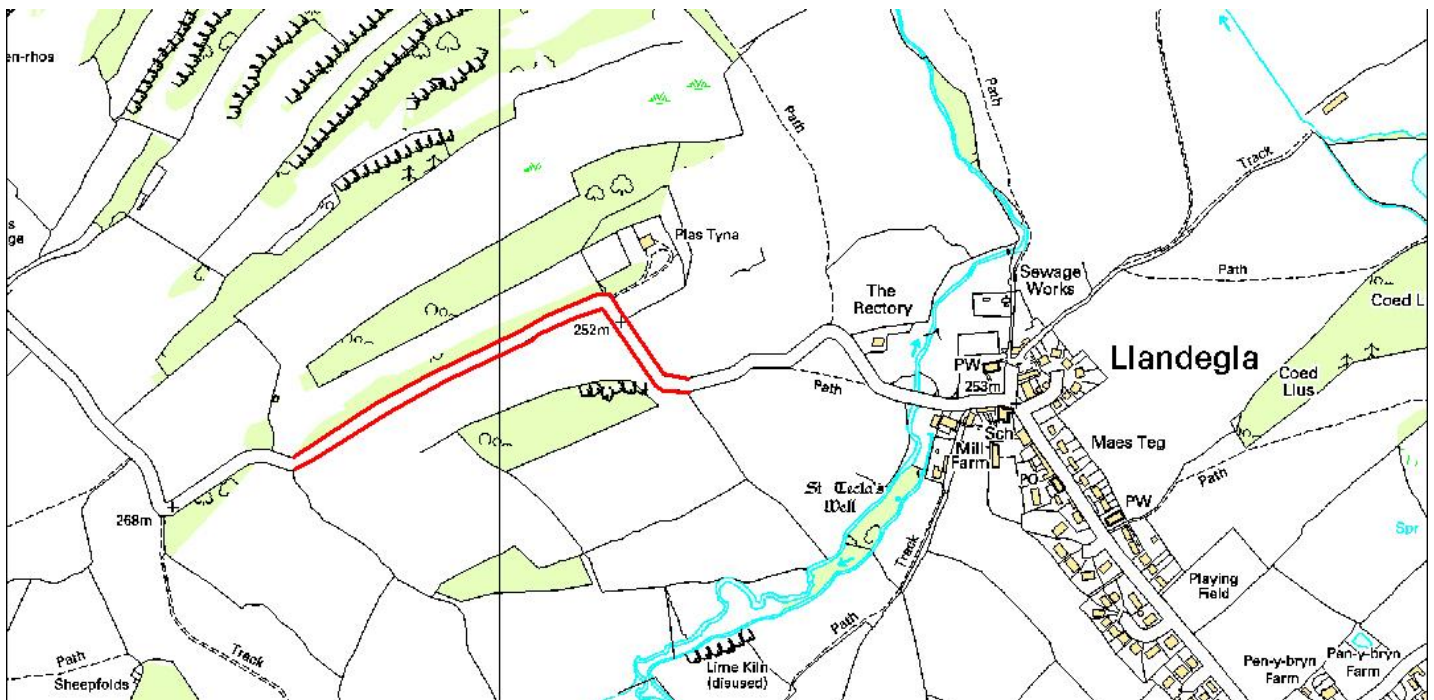 en-rhos
s
ge
Path
Path
Track
Plas Tyna
Sewage
Works
Path
The
Rectory
Coed Ll
252m
PW
Llandegla
253m
Path
Coed
Llus
Sch
Mill
Farm
Maes Teg
St Tecla's
Well
PO
PW
Path
268m
Spr
Track
Playing
Field
Path
Path
Track
Sheepfolds
Lime Kiln
(disused)
Pen-y-bryn
Farm
Pen-y-bryn
Farm